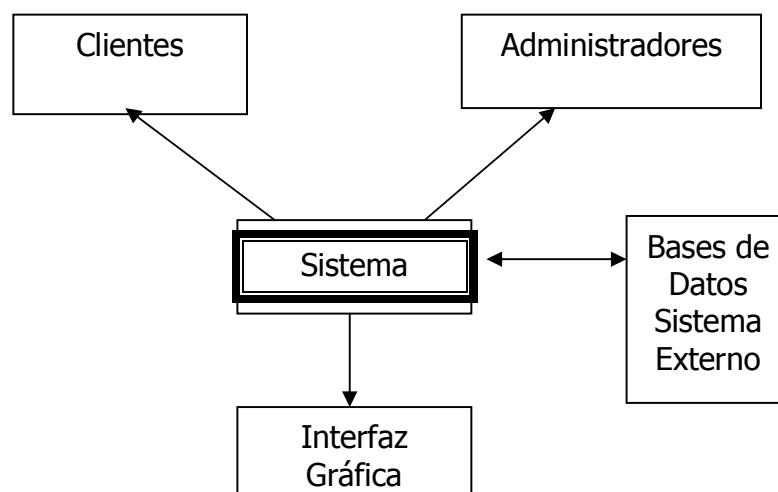 Clientes
Administradores
Sistema
Bases de
Datos
Sistema
Externo
Interfaz
Gráfica